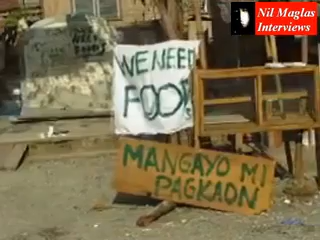 Nil Maglas
Interviews
WE NEED
FOOD
MANGAYO MI
PAGKAON